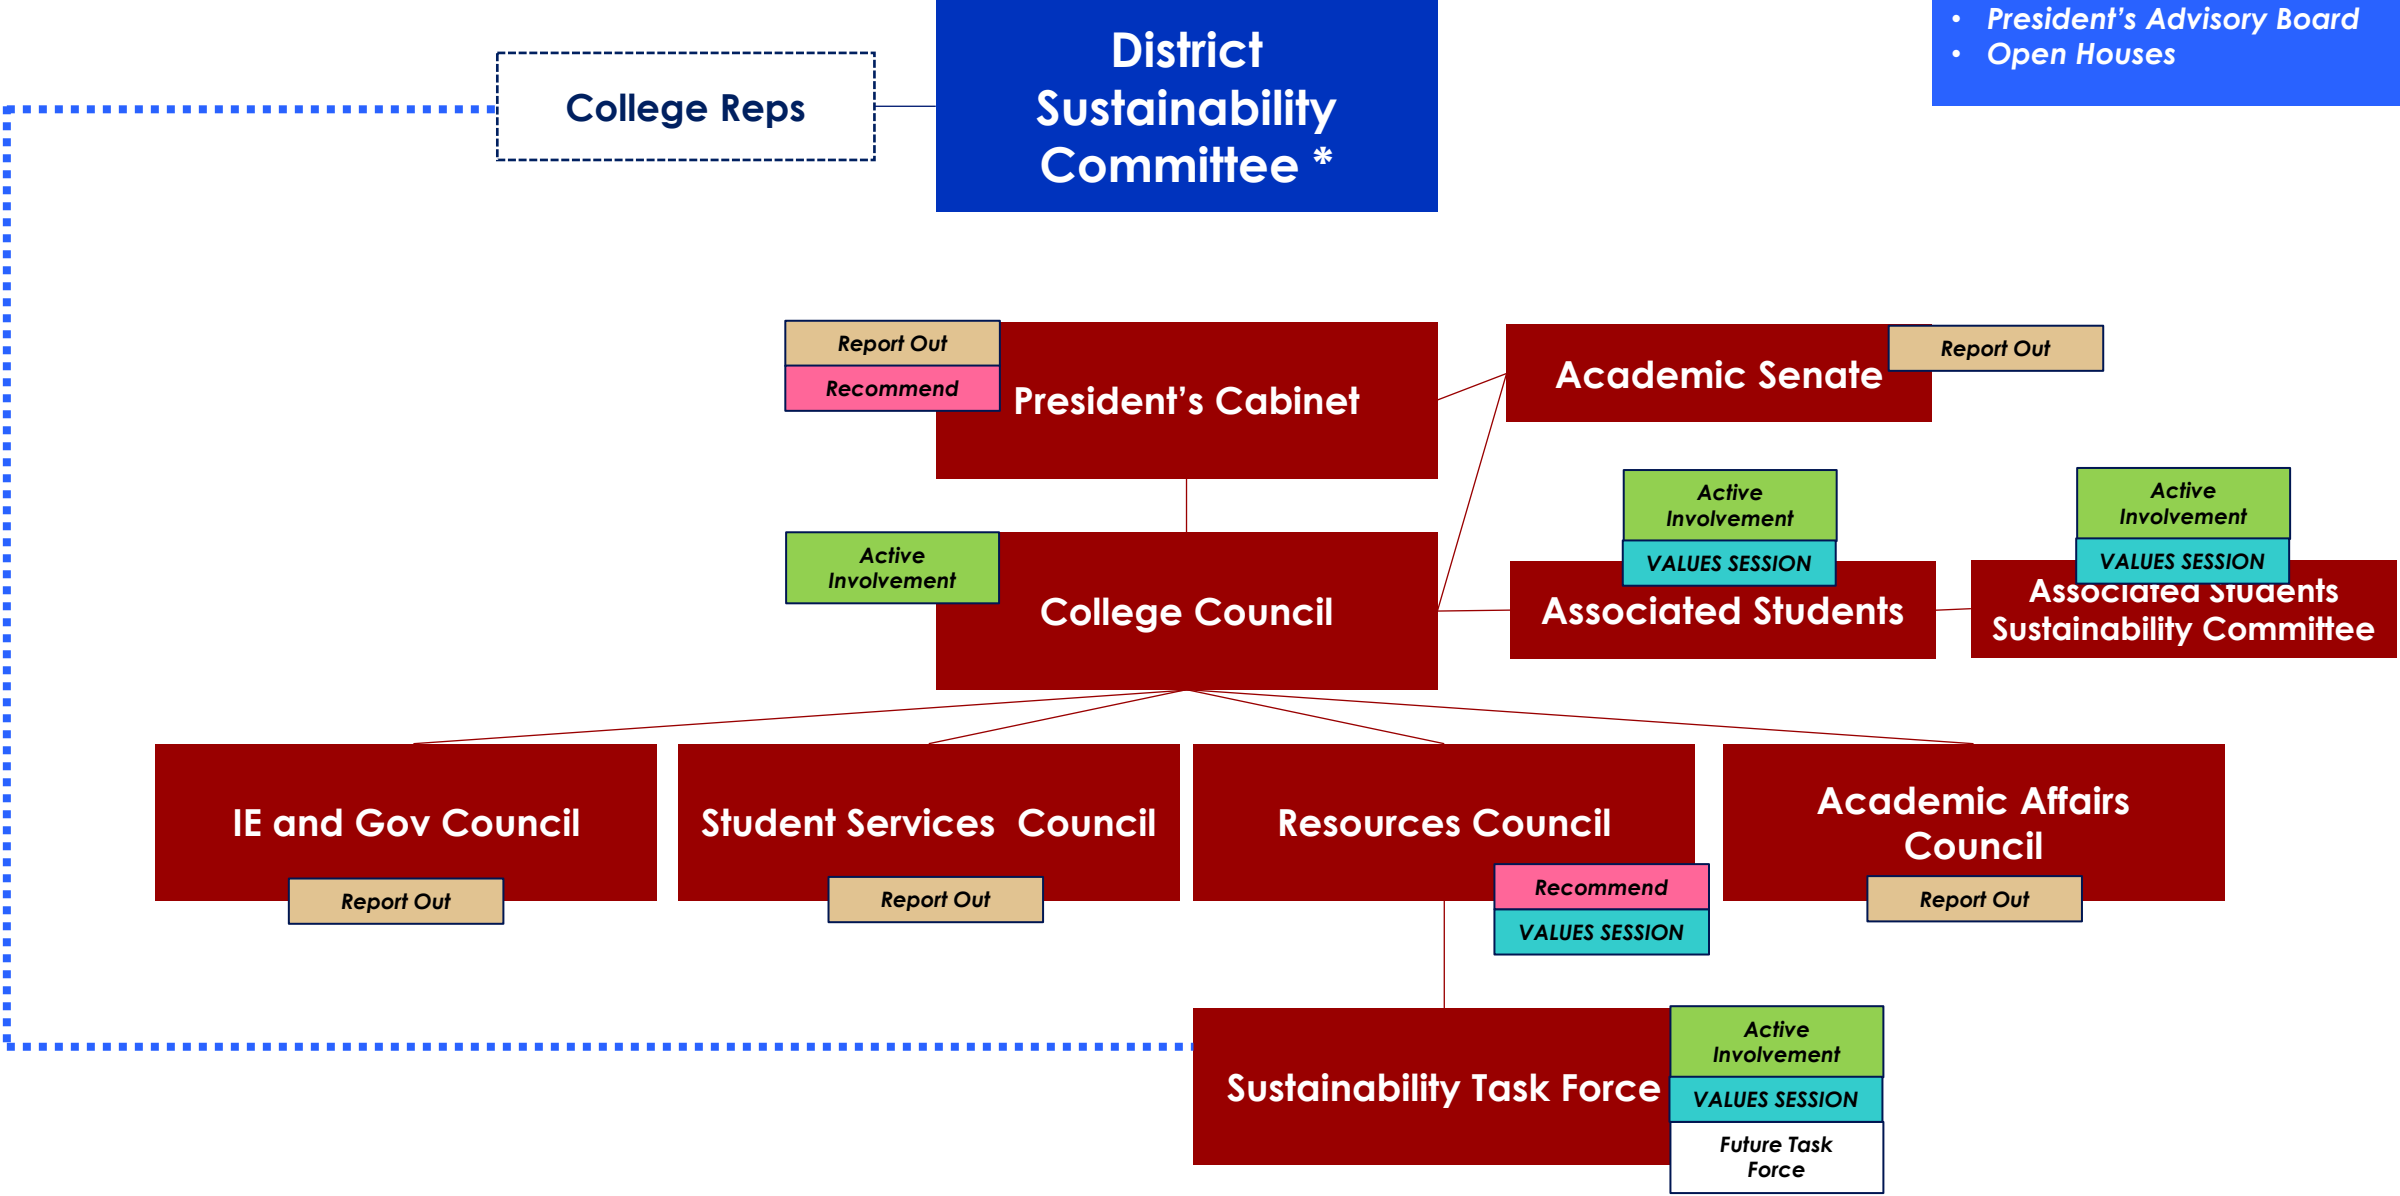 • President's Advisory Board
• Open Houses
District
Sustainability
Committee *
College Reps
Report Out
Recommend
President's Cabinet
Academic Senate
Report Out
Active
Involvement
VALUES SESSION
Active
Involvement
VALUES SESSION
Active
Involvement
College Council
Associated Students
Associated Students
Sustainability Committee
IE and Gov Council
Report Out
Student Services  Council
Report Out
Resources Council
Recommend
VALUES SESSION
Academic Affairs
Council
Report Out
Sustainability Task Force
Active
Involvement
VALUES SESSION
Future Task
Force